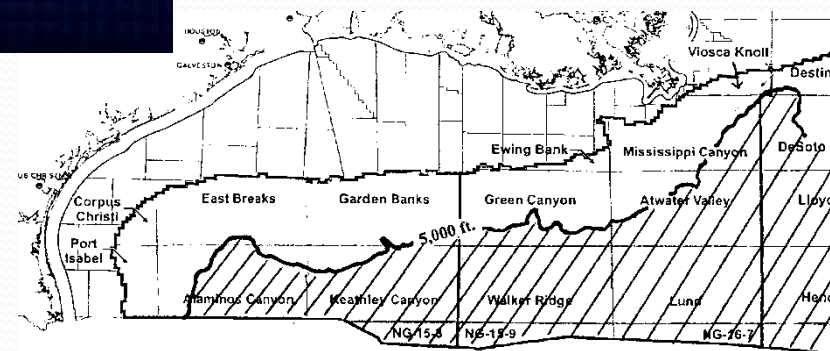 HOUSTON
GALVESTON
Viosca Knoll
Ewing Bank
Mississippi Canyon
DeSoto
Corpus
Christi
East Breaks
Garden Banks
Green Canyon
Atwater Valley
Port
Isabel
5,000 ft.
Alaminos Canyon
Keathley Canyon
Walker Ridge
Lund
NG-15-8
NG-15-9
NG-16-7